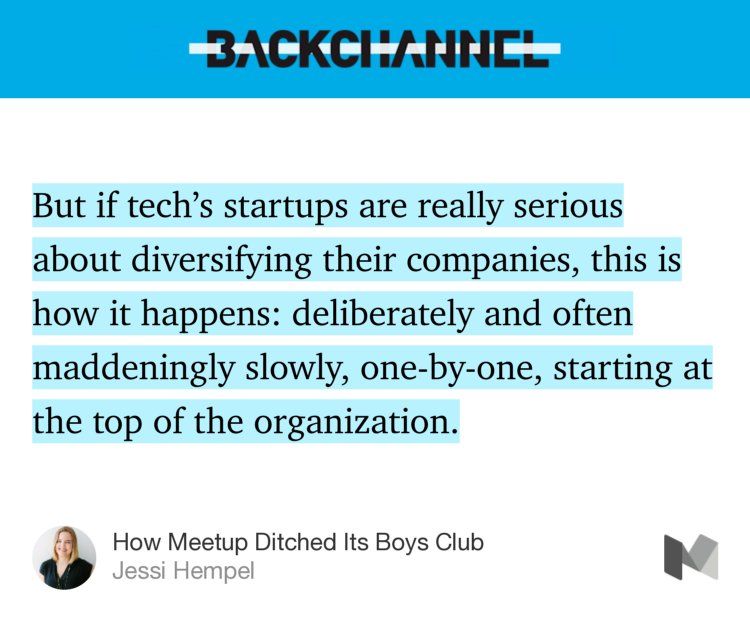 BACKCHANNEL
But if tech’s startups are really serious
about diversifying their companies, this is
how it happens: deliberately and often
maddeningly slowly, one-by-one, starting at
the top of the organization.
How Meetup Ditched Its Boys Club
Jessi Hempel